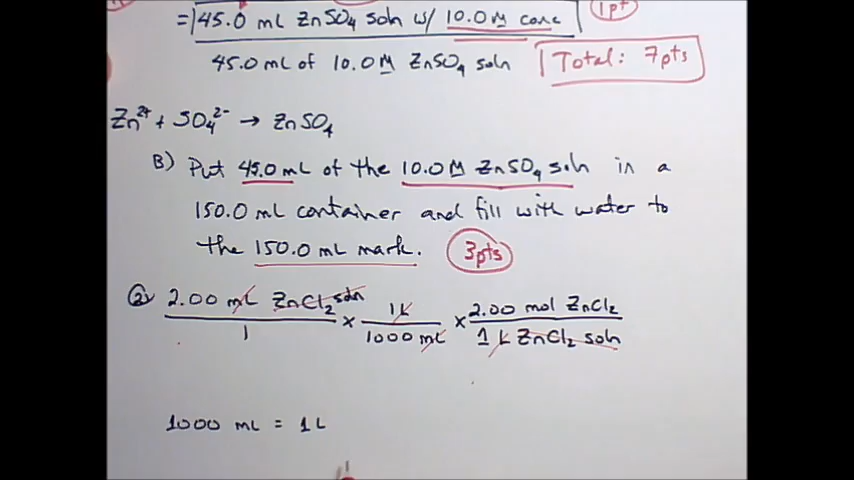 1pt
= 45.0 mL ZnSO4 soln w/ 10.0 M conc
45.0 mL of 10.0 M ZnSO4 soln
Total: 7pts
Zn²⁺ + SO₄²⁻ → ZnSO₄
B) Put 45.0 mL of the 10.0 M ZnSO₄ soln in a
150.0 mL container and fill with water to
the 150.0 mL mark. 3pts
② 2.00 mL ZnCl₂ soln / 1 × 1L / 1000 mL × 2.00 mol ZnCl₂ / 1 L ZnCl₂ soln
1000 mL = 1 L